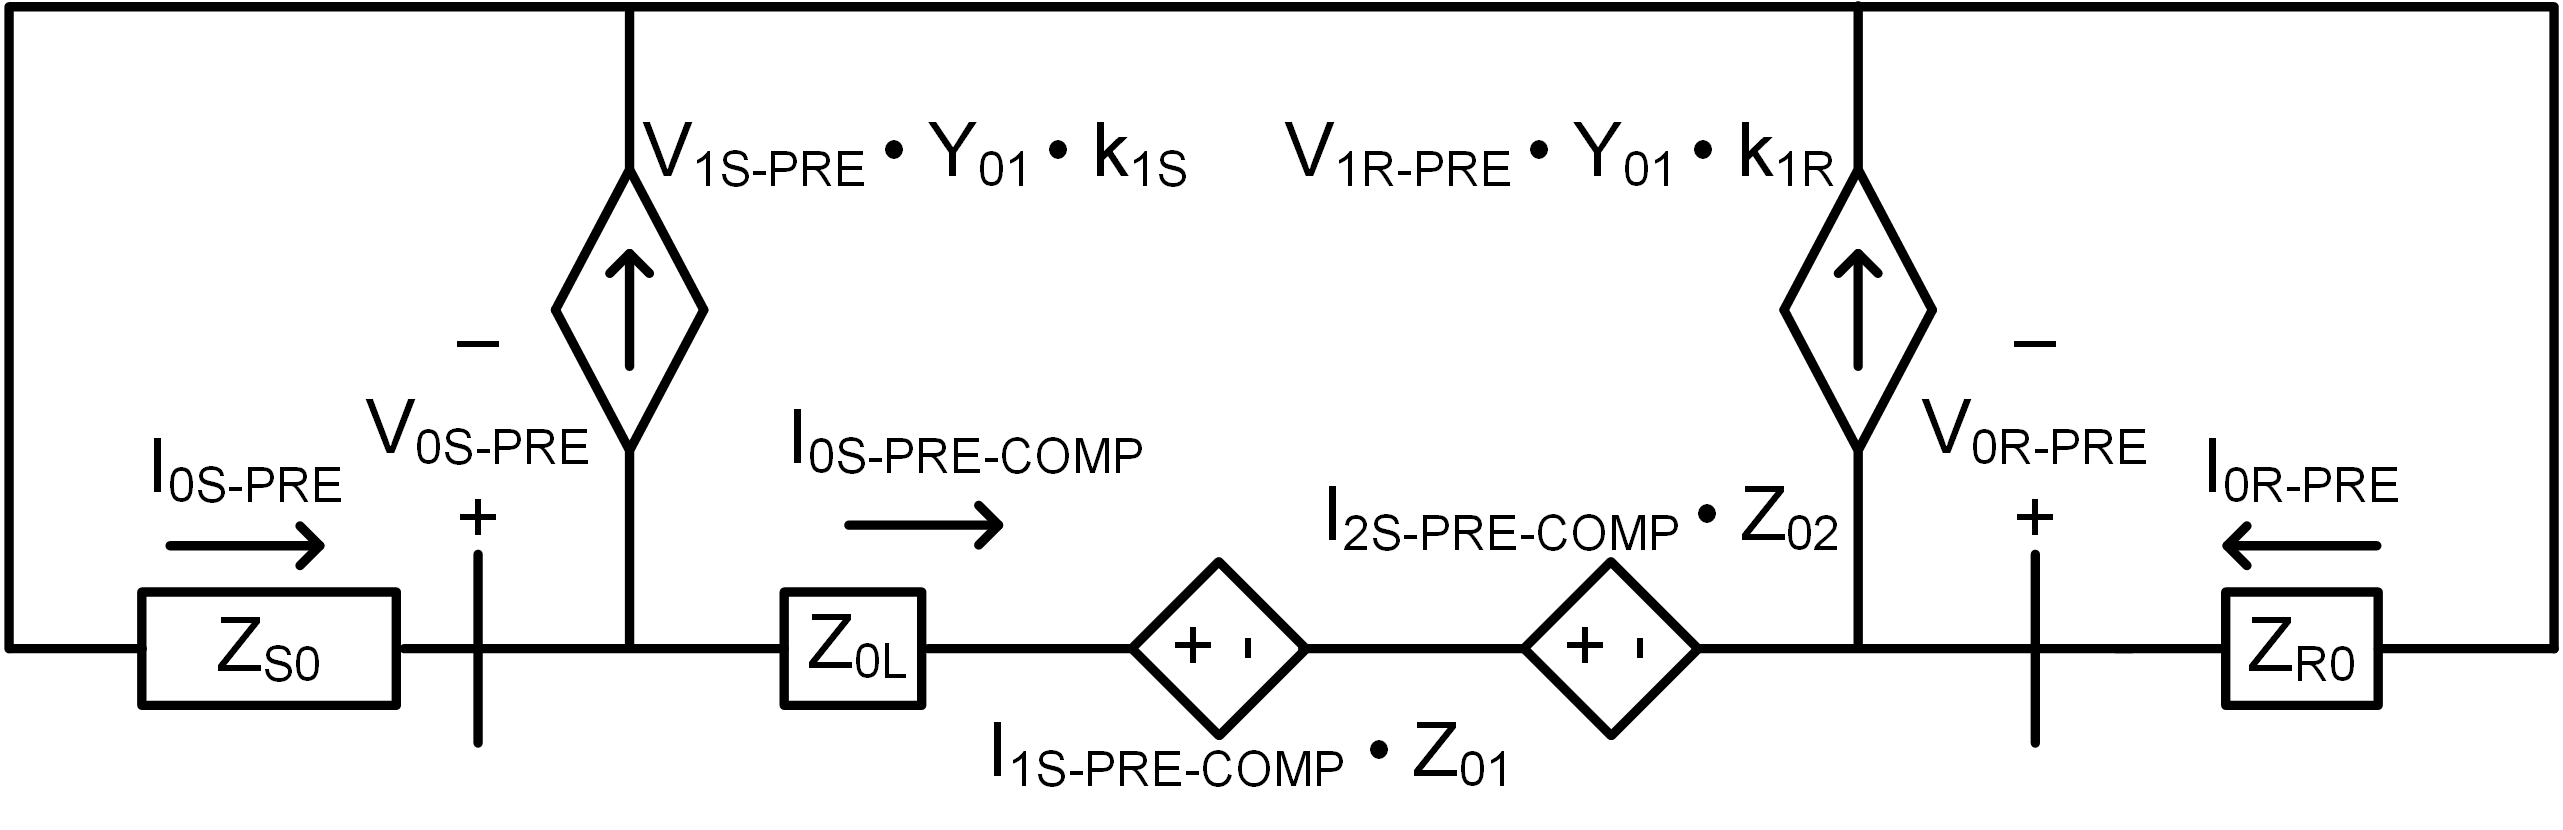 V1S-PRE • Y01 • k1S
V1R-PRE • Y01 • k1R
–
–
V0S-PRE
V0R-PRE
I0S-PRE
I0S-PRE-COMP
I0R-PRE
+
+
I2S-PRE-COMP • Z02
ZS0
Z0L
+ -
+ -
ZR0
I1S-PRE-COMP • Z01